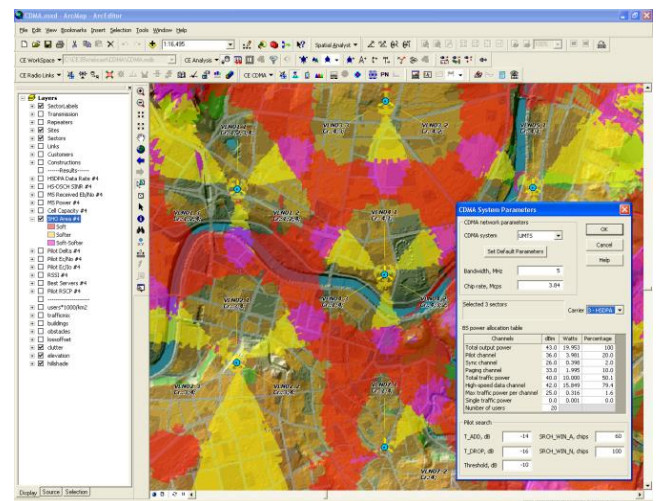 CDMA.mxd - ArcMap - ArcEditor
File Edit View Bookmarks Insert Selection Tools Window Help
1:18,495
Spatial Analyst
CE WorkSpace
CE Analysis
CE Radio Links
CE CDMA
PN
Layers
SectorLabels
Transmission
Repeaters
Sites
Sectors
Links
Customers
Constructions
------Results-----
HSDPA Data Rate #4
HS-DSCH SINR #4
MS Received Eb/No #4
MS Power #4
Cell Capacity #4
SHO Area #4
Soft
Softer
Soft-Softer
Pilot Delta #4
Pilot Ec/No #4
Pilot Ec/Io #4
RSSI #4
Best Servers #4
Pilot RSCP #4
users*1000/km2
buildings
obstacles
lossoffset
clutter
elevation
hillshade
Display Source Selection
CDMA System Parameters
CDMA network parameters
CDMA system UMTS
Set Default Parameters
Bandwidth, MHz 5
Chip rate, Mcps 3.84
OK
Cancel
Help
Selected 3 sectors
Carrier 3 - HSDPA
BS power allocation table
Channels dBm Watts Percentage
Total output power 43.0 19.953 100
Pilot channel 36.0 3.981 20.0
Sync channel 26.0 0.398 2.0
Paging channel 33.0 1.995 10.0
Total traffic power 40.0 10.000 50.1
High-speed data channel 42.0 15.849 79.4
Max traffic power per channel 25.0 0.316 1.6
Single traffic power 0.0 0.001 0.0
Number of users 20
Pilot search
T_ADD, dB -14 SRCH_WIN_A, chips 60
T_DROP, dB -16 SRCH_WIN_N, chips 100
Threshold, dB -10